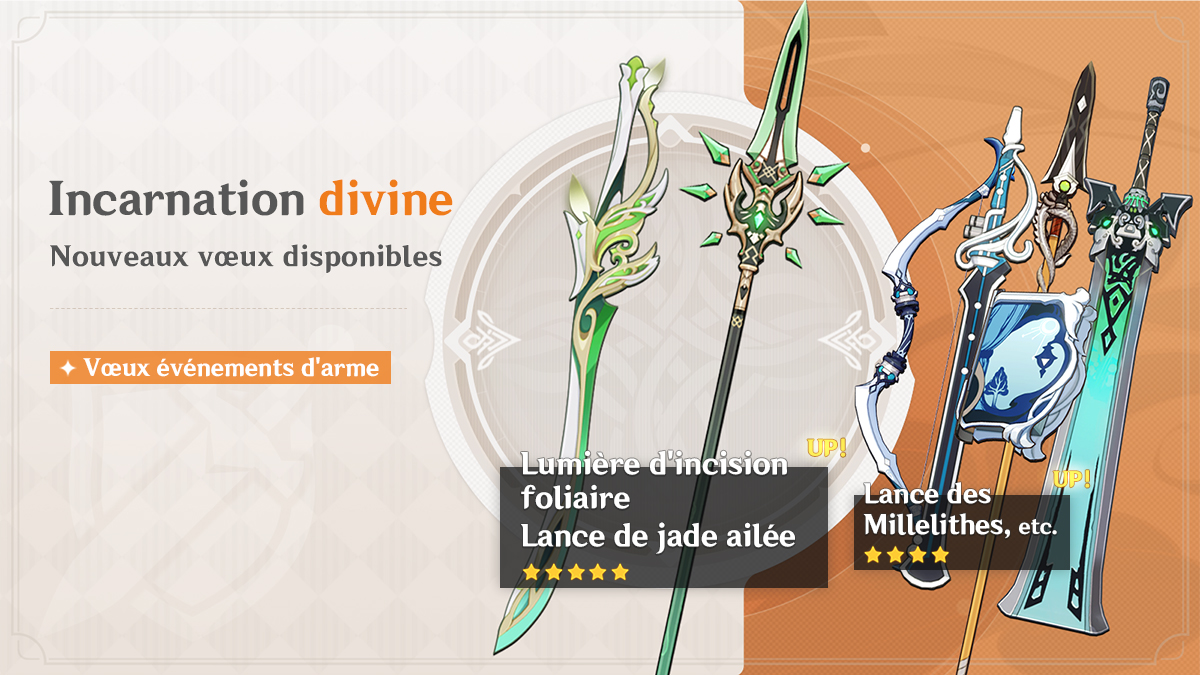 Incarnation divine
Nouveaux vœux disponibles
✦ Vœux événements d'arme
UP!
Lumière d'incision
foliaire
Lance de jade ailée
★★★★★
UP!
Lance des
Millelithes, etc.
★★★★